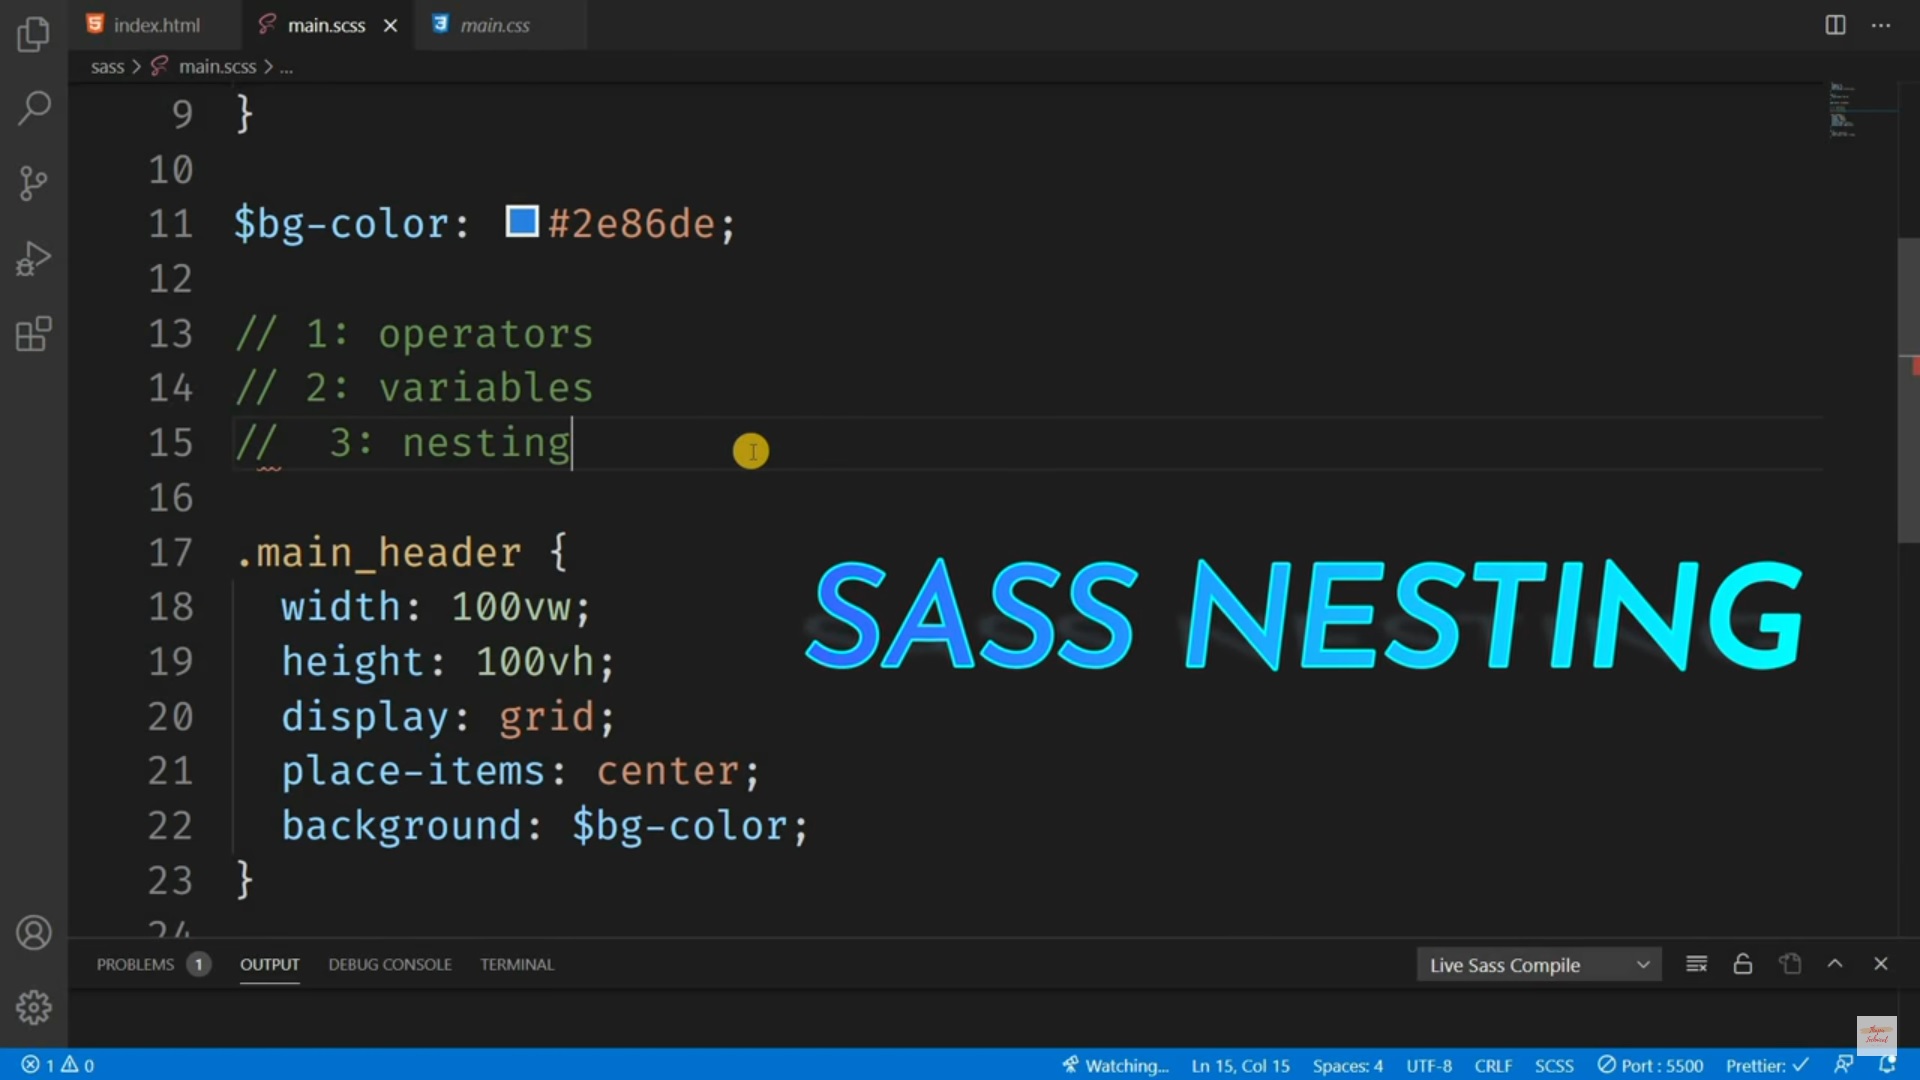 index.html
main.scss
main.css
sass > main.scss > ...
9 }
10
11 $bg-color: #2e86de;
12
13 // 1: operators
14 // 2: variables
15 //  3: nesting
16
17 .main_header {
18 width: 100vw;
19 height: 100vh;
20 display: grid;
21 place-items: center;
22 background: $bg-color;
23 }
24
SASS NESTING
PROBLEMS 1 OUTPUT DEBUG CONSOLE TERMINAL
Live Sass Compile
1 0
Watching... Ln 15, Col 15 Spaces: 4 UTF-8 CRLF SCSS Port : 5500 Prettier: